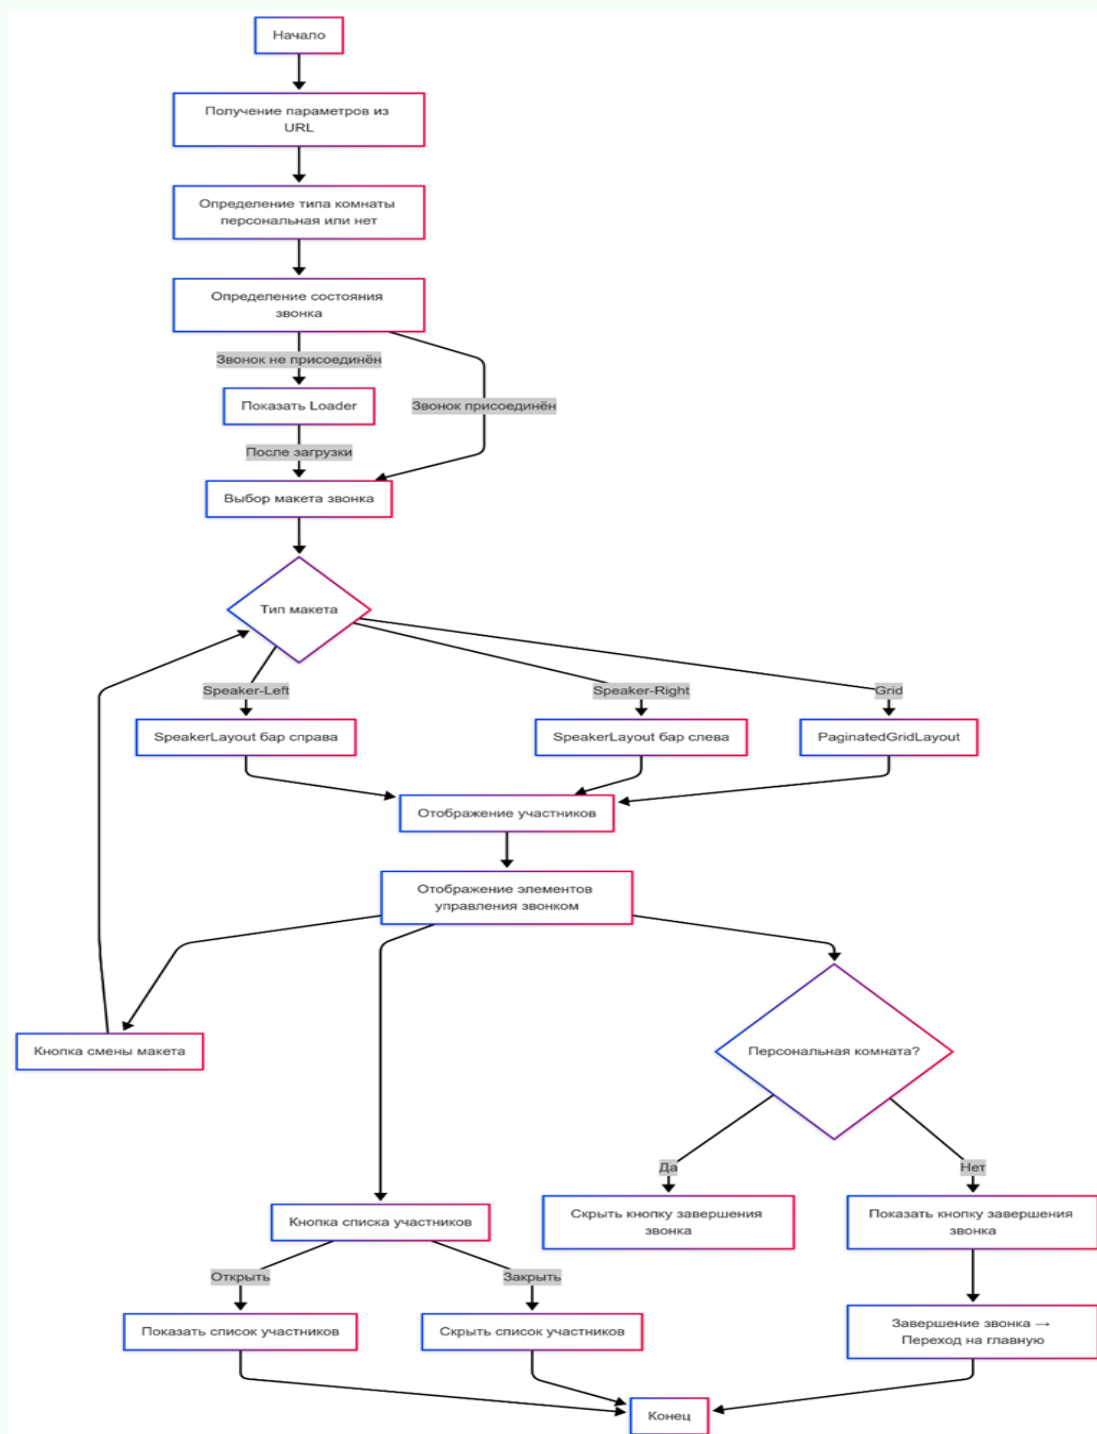 Начало
Получение параметров из
URL
Определение типа комнаты
персональная или нет
Определение состояния
звонка
Звонок не присоединён
Показать Loader
Звонок присоединён
После загрузки
Выбор макета звонка
Тип макета
Speaker-Left
Speaker-Right
Grid
SpeakerLayout бар справа
SpeakerLayout бар слева
PaginatedGridLayout
Отображение участников
Отображение элементов
управления звонком
Кнопка смены макета
Персональная комната?
Да
Нет
Кнопка списка участников
Скрыть кнопку завершения
звонка
Показать кнопку завершения
звонка
Открыть
Закрыть
Показать список участников
Скрыть список участников
Завершение звонка →
Переход на главную
Конец